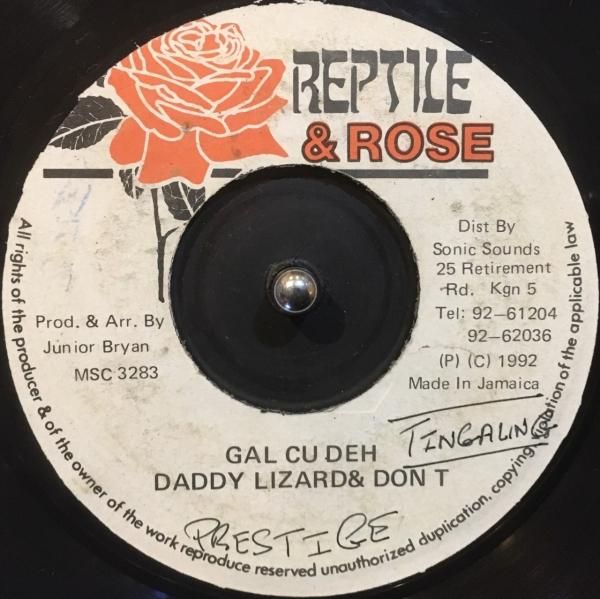 REPTILE
& ROSE
Dist By
Sonic Sounds
25 Retirement
Rd. Kgn 5
Tel: 92-61204
92-62036
(P) (C) 1992
Made In Jamaica
Prod. & Arr. By
Junior Bryan
MSC 3283
TINGALING
GAL CU DEH
DADDY LIZARD& DON T
PRESTIGE
All rights of the producer & of the owner of the work reproduce reserved unauthorized duplication, copying violation of the applicable law